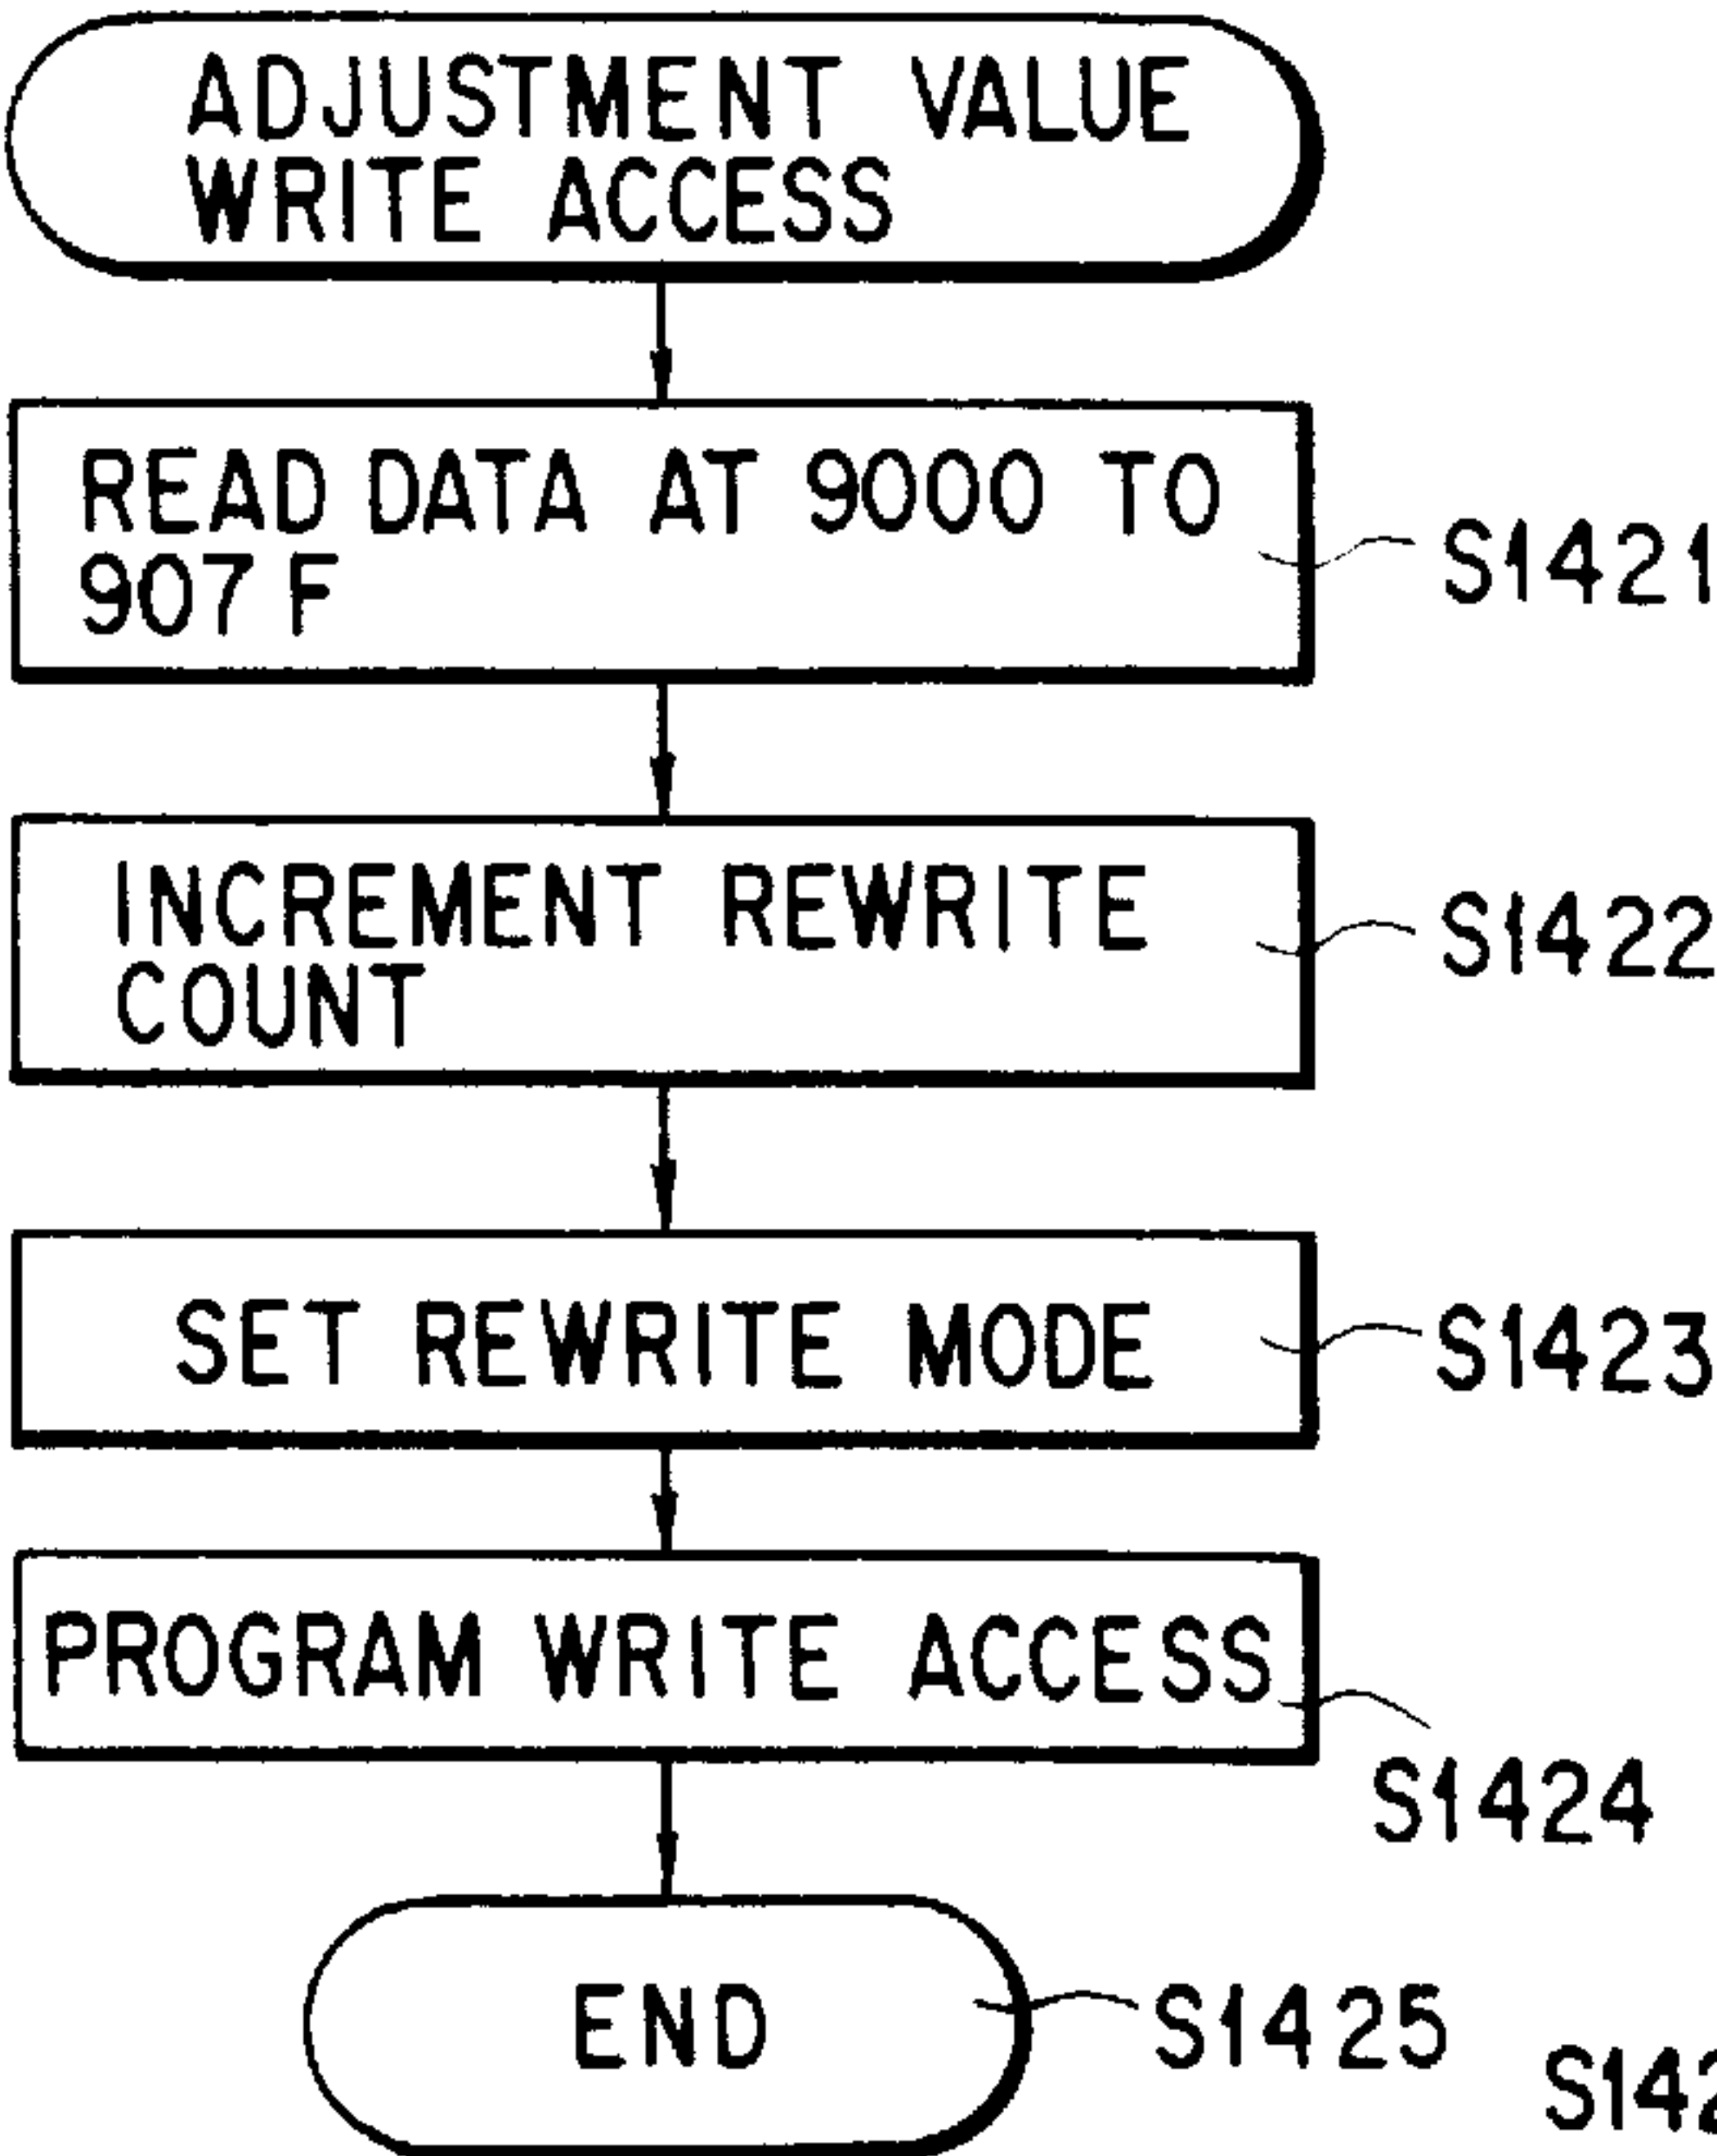 ADJUSTMENT VALUE
WRITE ACCESS
READ DATA AT 9000 TO
907F
S1421
INCREMENT REWRITE
COUNT
S1422
SET REWRITE MODE
S1423
PROGRAM WRITE ACCESS
S1424
END
S1425